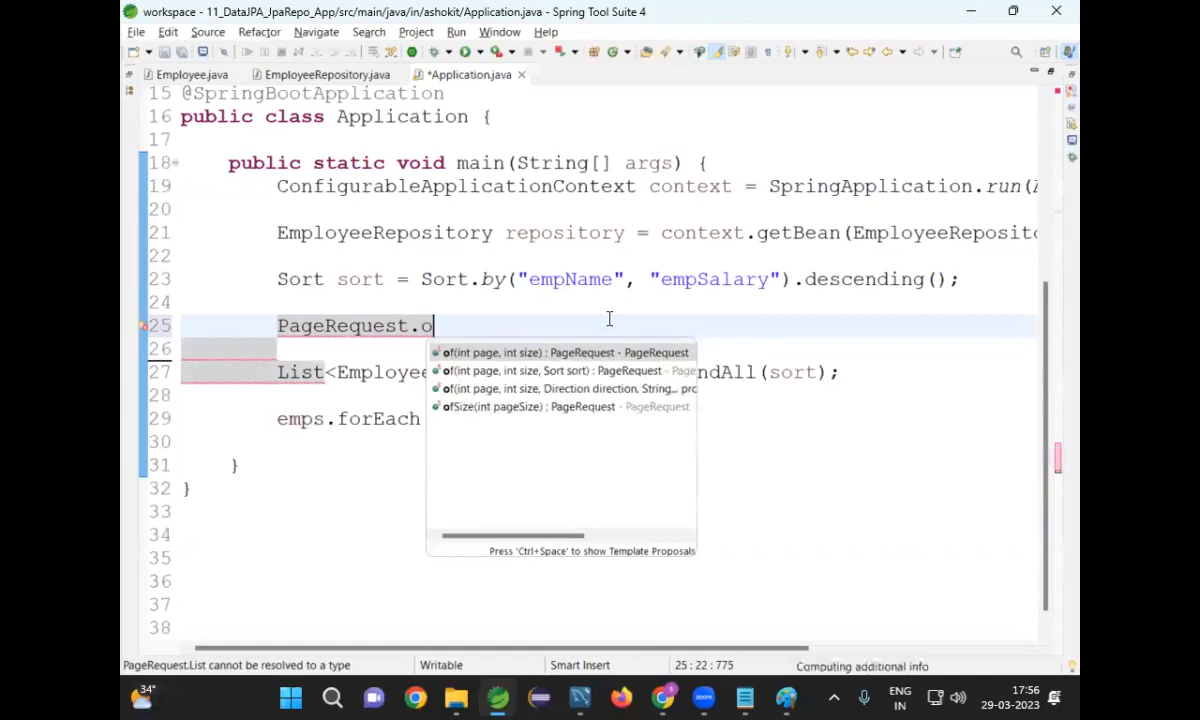 workspace - 11_DataJPA_JpaRepo_App/src/main/java/in/ashokit/Application.java - Spring Tool Suite 4
File Edit Source Refactor Navigate Search Project Run Window Help
Employee.java EmployeeRepository.java *Application.java
15 @SpringBootApplication
16 public class Application {
17
18 public static void main(String[] args) {
19 ConfigurableApplicationContext context = SpringApplication.run(
20
21 EmployeeRepository repository = context.getBean(EmployeeReposito
22
23 Sort sort = Sort.by("empName", "empSalary").descending();
24
25 PageRequest.o
26
of(int page, int size) : PageRequest - PageRequest
of(int page, int size, Sort sort) : PageRequest - Page
27 List<Employee ndAll(sort);
of(int page, int size, Direction direction, String... pro
28
ofSize(int pageSize) : PageRequest - PageRequest
29 emps.forEach
30
31 }
32 }
33
34
Press 'Ctrl+Space' to show Template Proposals
35
36
37
38
PageRequest.List cannot be resolved to a type Writable Smart Insert 25 : 22 : 775 Computing additional info
34° zoom ENG IN 17:56 29-03-2023